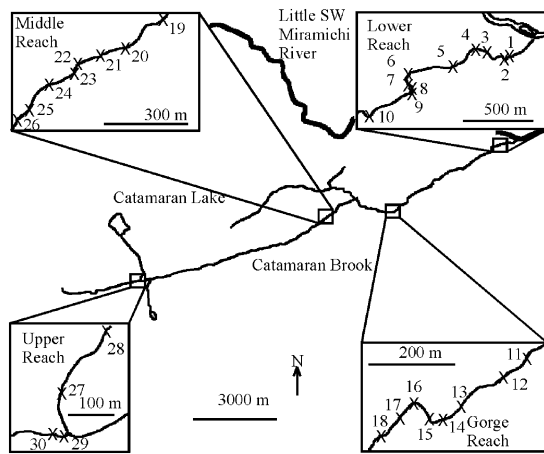 Middle
Reach
19
20
21
22
23
24
25
26
300 m
Little SW
Miramichi
River
Lower
Reach
1
2
3
4
5
6
7
8
9
10
500 m
Catamaran Lake
Catamaran Brook
Upper
Reach
28
27
100 m
30
29
N
3000 m
200 m
11
12
13
14
15
16
17
18
Gorge
Reach